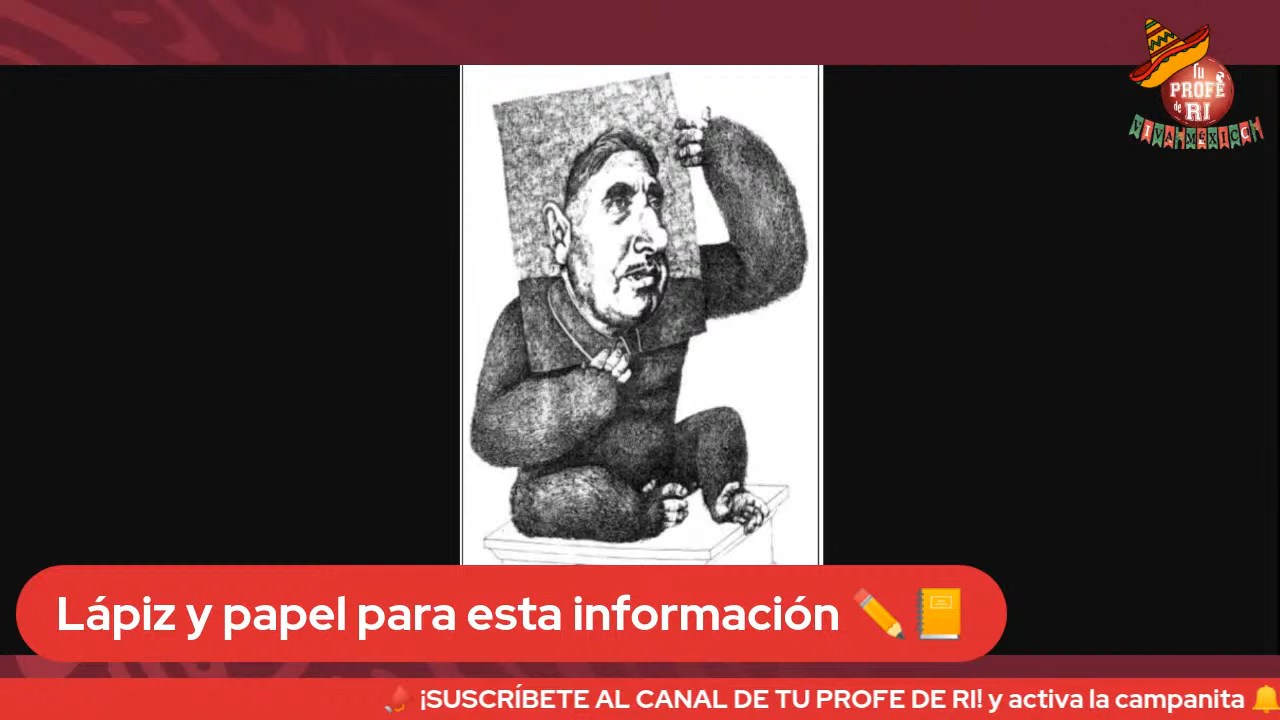 Tu
PROFE
de RI
VIVA MÉXICO
Lápiz y papel para esta información
¡SUSCRÍBETE AL CANAL DE TU PROFE DE RI! y activa la campanita